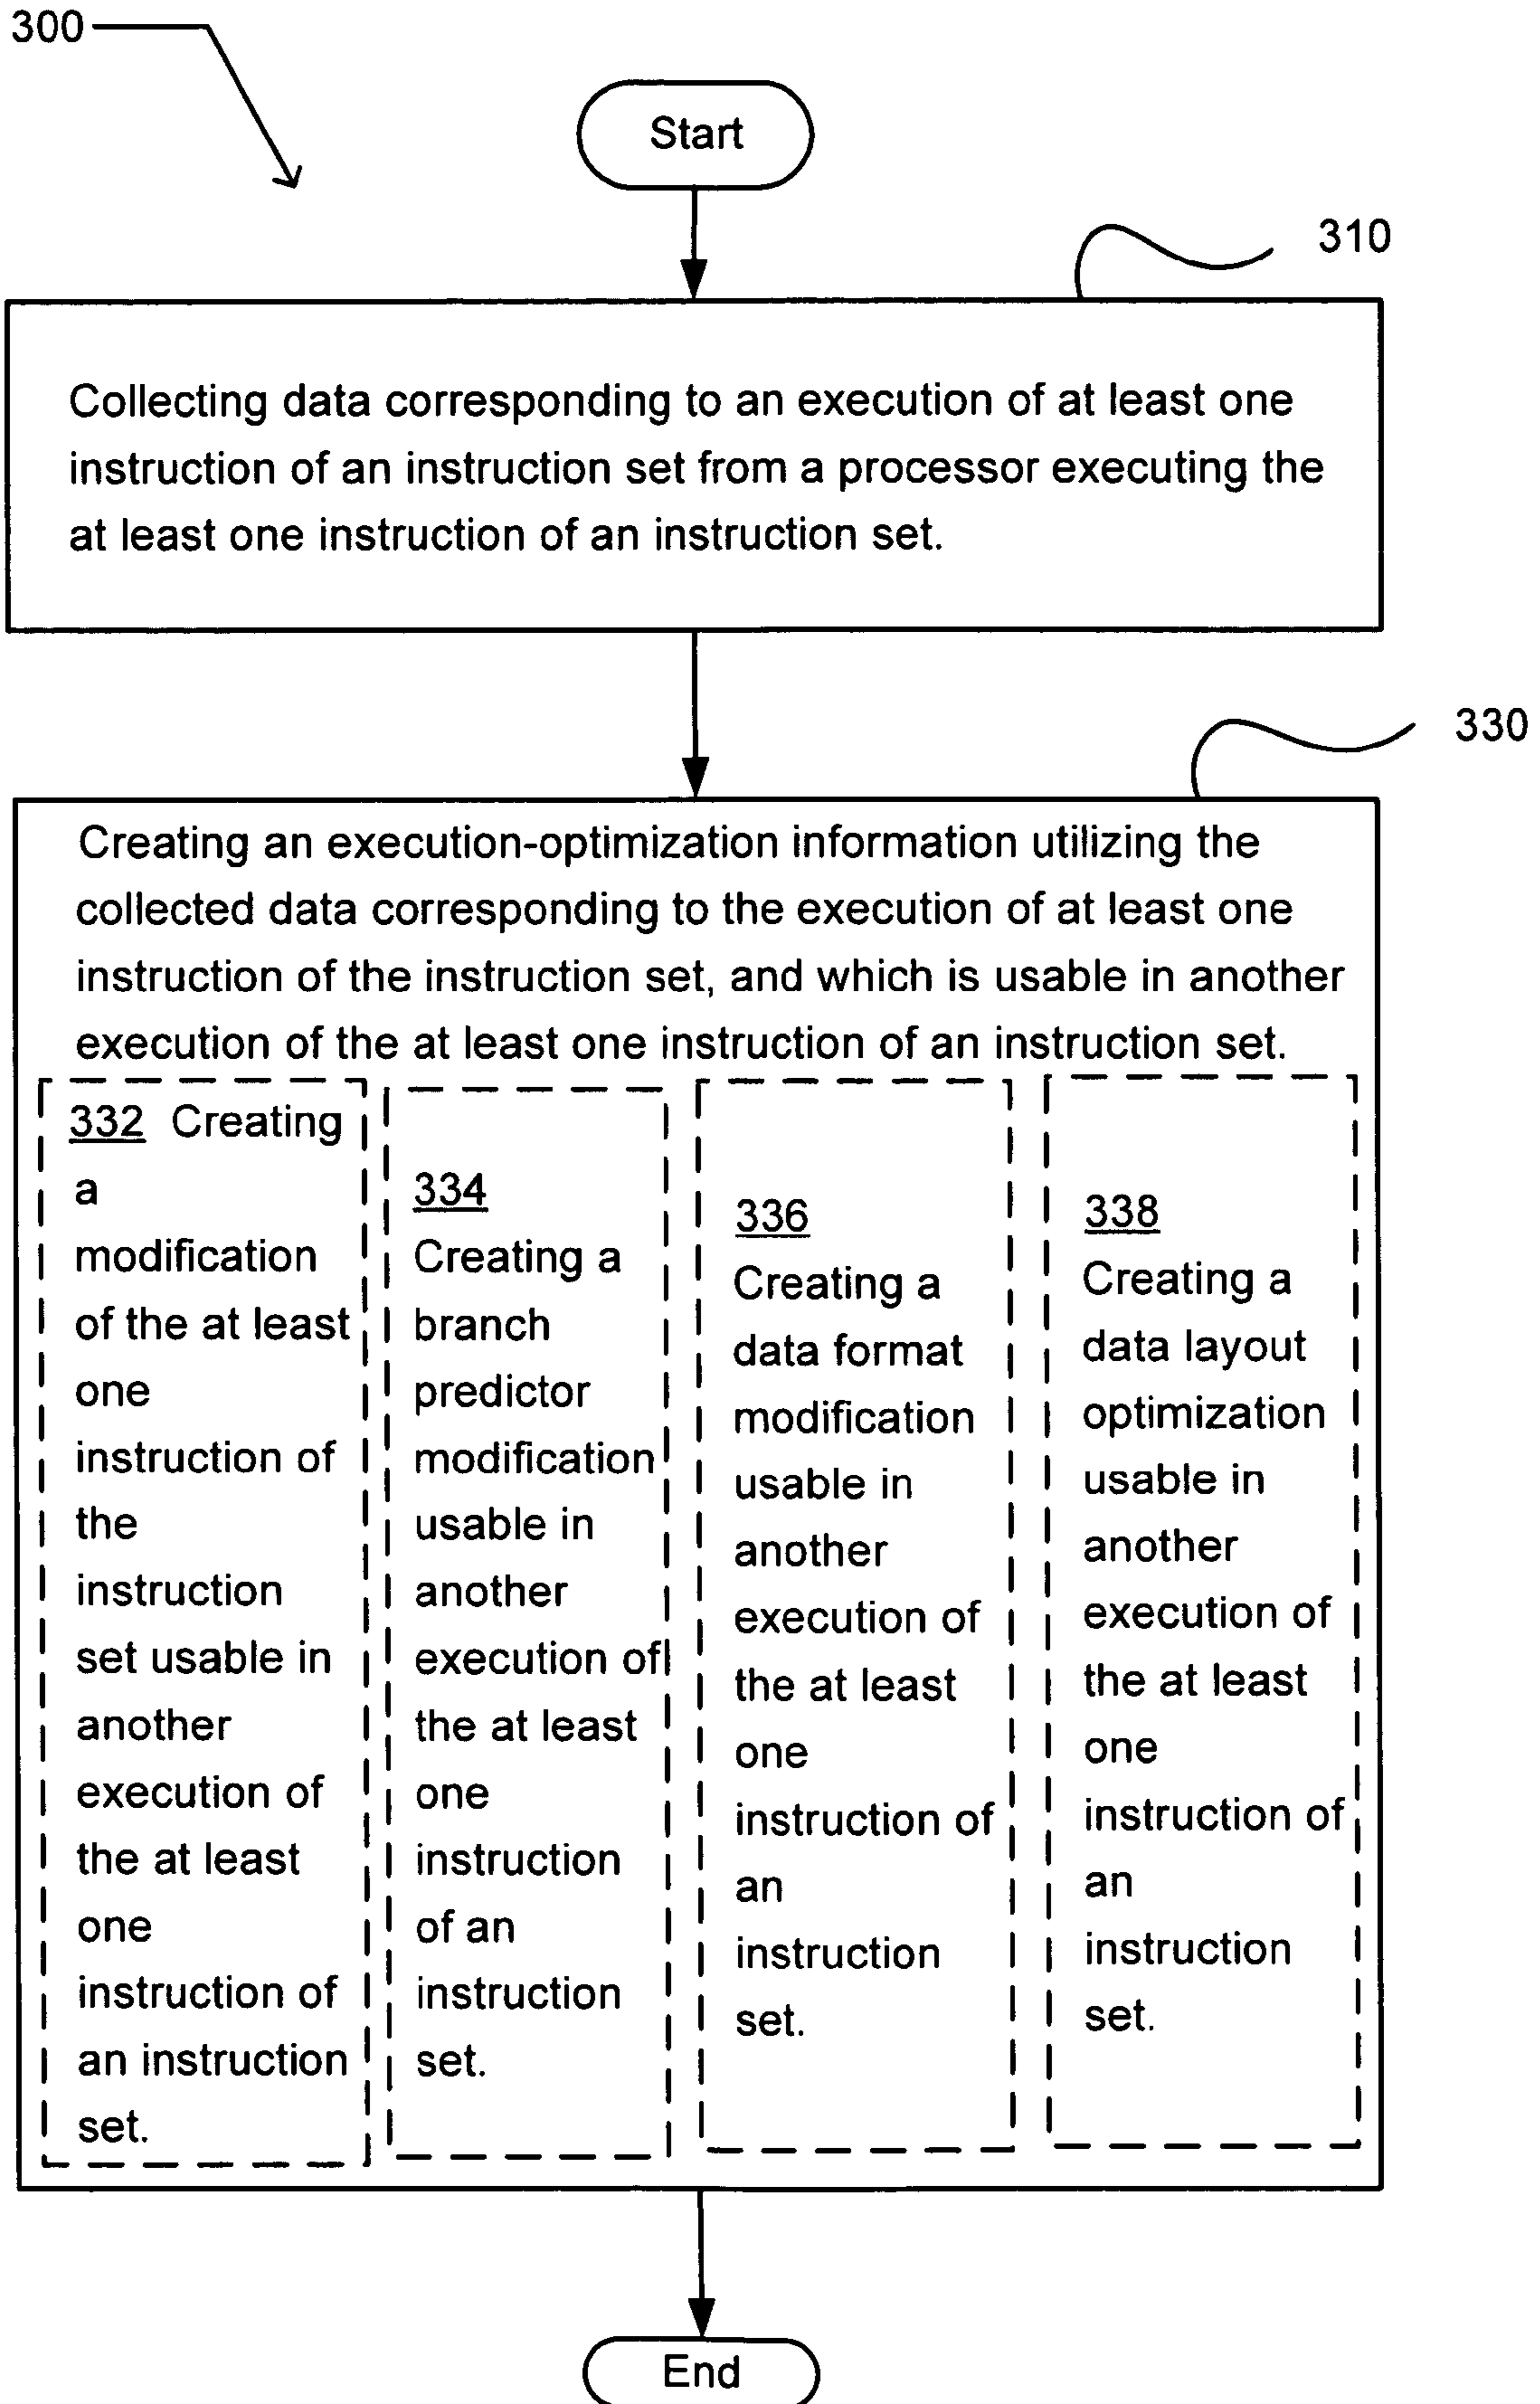 300
Start
310
Collecting data corresponding to an execution of at least one
instruction of an instruction set from a processor executing the
at least one instruction of an instruction set.
330
Creating an execution-optimization information utilizing the
collected data corresponding to the execution of at least one
instruction of the instruction set, and which is usable in another
execution of the at least one instruction of an instruction set.
332 Creating
a
modification
of the at least
one
instruction of
the
instruction
set usable in
another
execution of
the at least
one
instruction of
an instruction
set.
334
Creating a
branch
predictor
modification
usable in
another
execution of
the at least
one
instruction
of an
instruction
set.
336
Creating a
data format
modification
usable in
another
execution of
the at least
one
instruction of
an
instruction
set.
338
Creating a
data layout
optimization
usable in
another
execution of
the at least
one
instruction of
an
instruction
set.
End